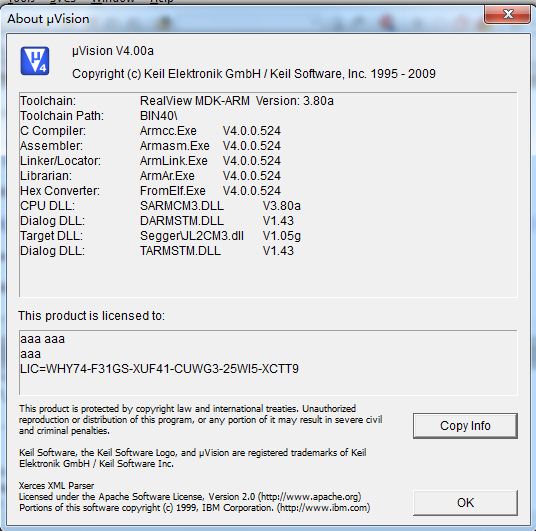 About µVision
µVision V4.00a
Copyright (c) Keil Elektronik GmbH / Keil Software, Inc. 1995 - 2009
Toolchain: RealView MDK-ARM Version: 3.80a
Toolchain Path: BIN40\
C Compiler: Armcc.Exe V4.0.0.524
Assembler: Armasm.Exe V4.0.0.524
Linker/Locator: ArmLink.Exe V4.0.0.524
Librarian: ArmAr.Exe V4.0.0.524
Hex Converter: FromElf.Exe V4.0.0.524
CPU DLL: SARMCM3.DLL V3.80a
Dialog DLL: DARMSTM.DLL V1.43
Target DLL: Segger\JL2CM3.dll V1.05g
Dialog DLL: TARMSTM.DLL V1.43
This product is licensed to:
aaa aaa
aaa
LIC=WHY74-F31GS-XUF41-CUWG3-25WI5-XCTT9
This product is protected by copyright law and international treaties. Unauthorized
reproduction or distribution of this program, or any portion of it may result in severe civil
and criminal penalties.
Copy Info
Keil Software, the Keil Software Logo, and µVision are registered trademarks of Keil
Elektronik GmbH / Keil Software Inc.
Xerces XML Parser
Licensed under the Apache Software License, Version 2.0 (http://www.apache.org)
Portions of this software copyright (c) 1999, IBM Corporation. (http://www.ibm.com)
OK